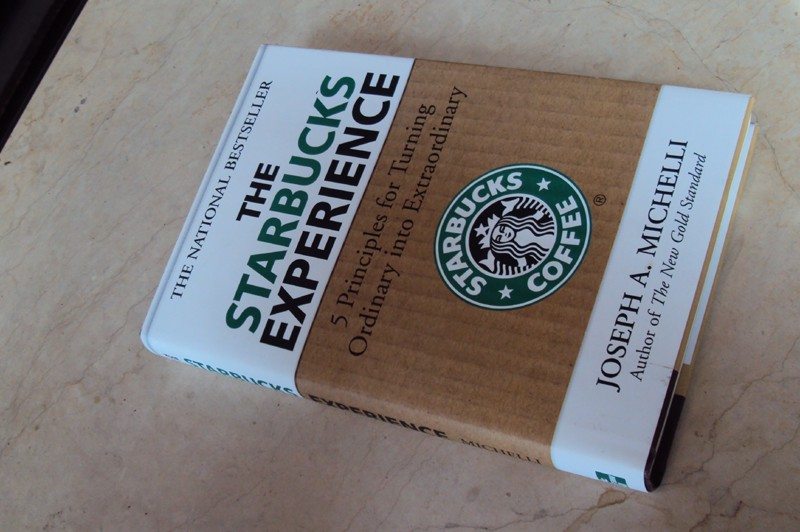 THE NATIONAL BESTSELLER
THE
STARBUCKS
EXPERIENCE
5 Principles for Turning
Ordinary into Extraordinary
STARBUCKS
COFFEE
®
JOSEPH A. MICHELLI
Author of The New Gold Standard
THE STARBUCKS EXPERIENCE MICHELLI